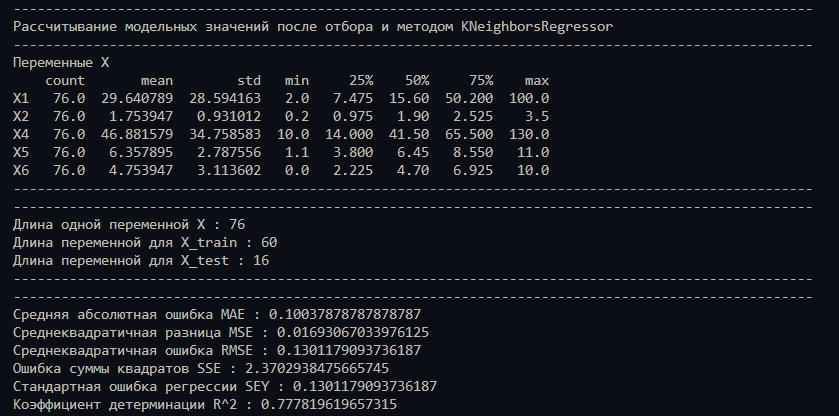 ----------------------------------------------------------------------------------------------------
Рассчитывание модельных значений после отбора и методом KNeighborsRegressor
----------------------------------------------------------------------------------------------------
Переменные X
    count       mean        std   min     25%    50%     75%    max
X1   76.0  29.640789  28.594163   2.0   7.475  15.60  50.200  100.0
X2   76.0   1.753947   0.931012   0.2   0.975   1.90   2.525    3.5
X4   76.0  46.881579  34.758583  10.0  14.000  41.50  65.500  130.0
X5   76.0   6.357895   2.787556   1.1   3.800   6.45   8.550   11.0
X6   76.0   4.753947   3.113602   0.0   2.225   4.70   6.925   10.0
----------------------------------------------------------------------------------------------------
----------------------------------------------------------------------------------------------------
Длина одной переменной X : 76
Длина переменной для X_train : 60
Длина переменной для X_test : 16
----------------------------------------------------------------------------------------------------
----------------------------------------------------------------------------------------------------
Средняя абсолютная ошибка MAE : 0.10037878787878787
Среднеквадратичная разница MSE : 0.01693067033976125
Среднеквадратичная ошибка RMSE : 0.1301179093736187
Ошибка суммы квадратов SSE : 2.3702938475665745
Стандартная ошибка регрессии SEY : 0.1301179093736187
Коэффициент детерминации R^2 : 0.777819619657315